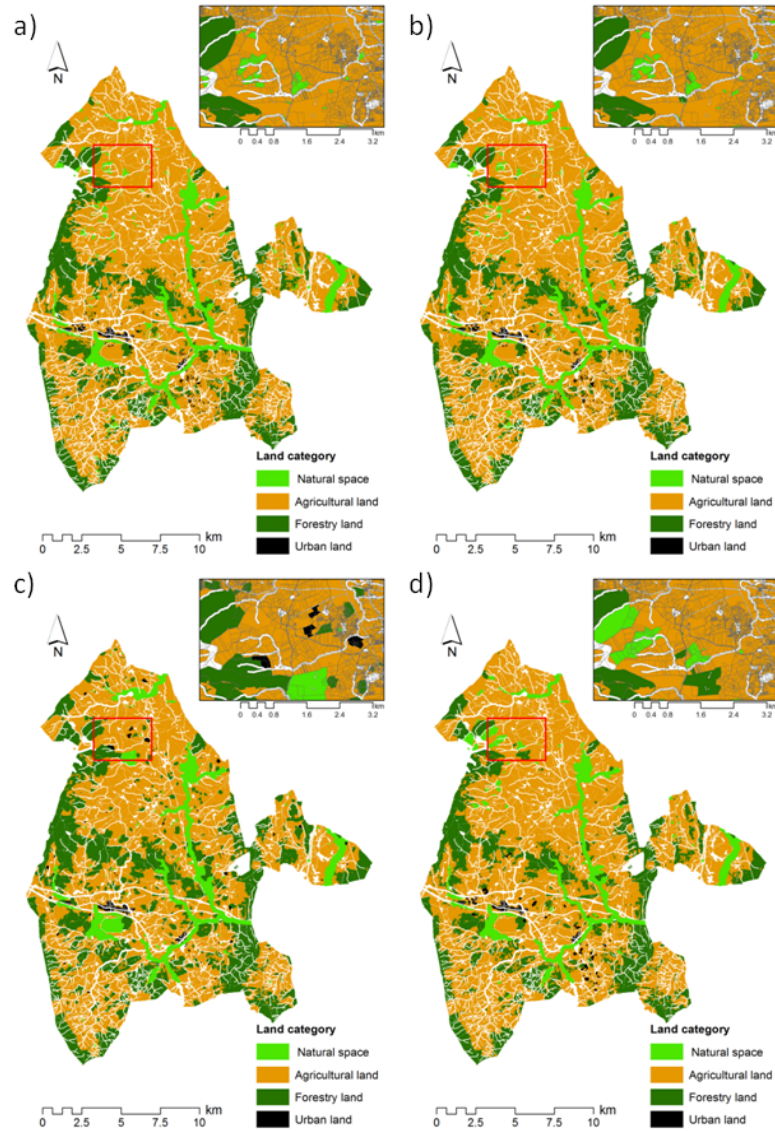 a)
N
0 0.4 0.8 1.6 2.4 3.2
km
Land category
Natural space
Agricultural land
Forestry land
Urban land
km
0 2.5 5 7.5 10
b)
N
0 0.4 0.8 1.6 2.4 3.2
km
Land category
Natural space
Agricultural land
Forestry land
Urban land
km
0 2.5 5 7.5 10
c)
N
0 0.4 0.8 1.6 2.4 3.2
km
Land category
Natural space
Agricultural land
Forestry land
Urban land
km
0 2.5 5 7.5 10
d)
N
0 0.4 0.8 1.6 2.4 3.2
km
Land category
Natural space
Agricultural land
Forestry land
Urban land
km
0 2.5 5 7.5 10